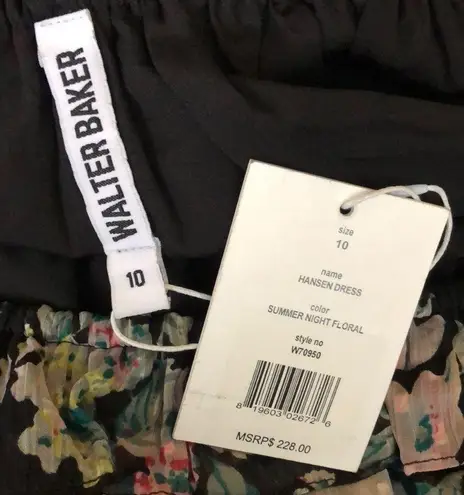 WALTER BAKER
10
size
10
name
HANSEN DRESS
color
SUMMER NIGHT FLORAL
style no
W70950
8 19603 02672 6
MSRP$ 228.00